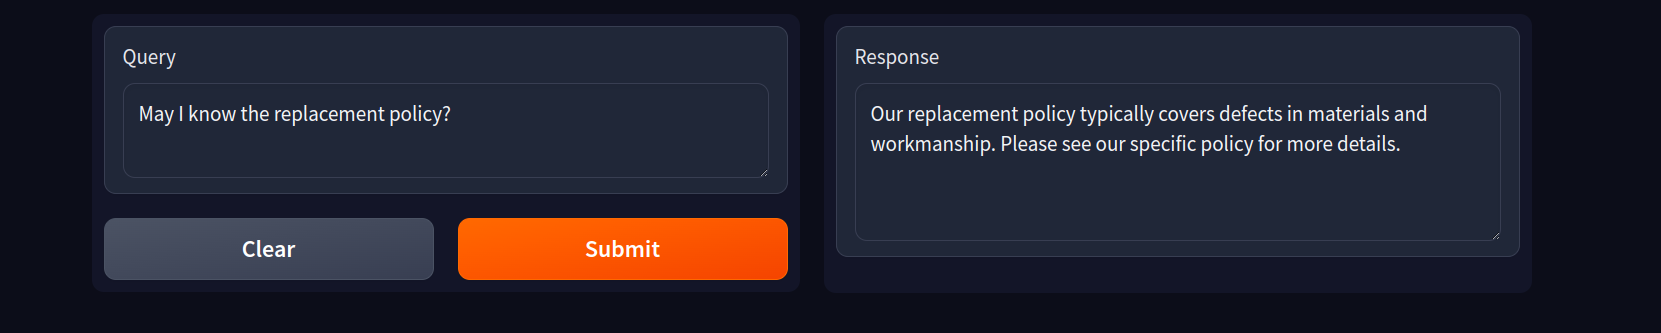 Query
May I know the replacement policy?
Clear
Submit
Response
Our replacement policy typically covers defects in materials and
workmanship. Please see our specific policy for more details.